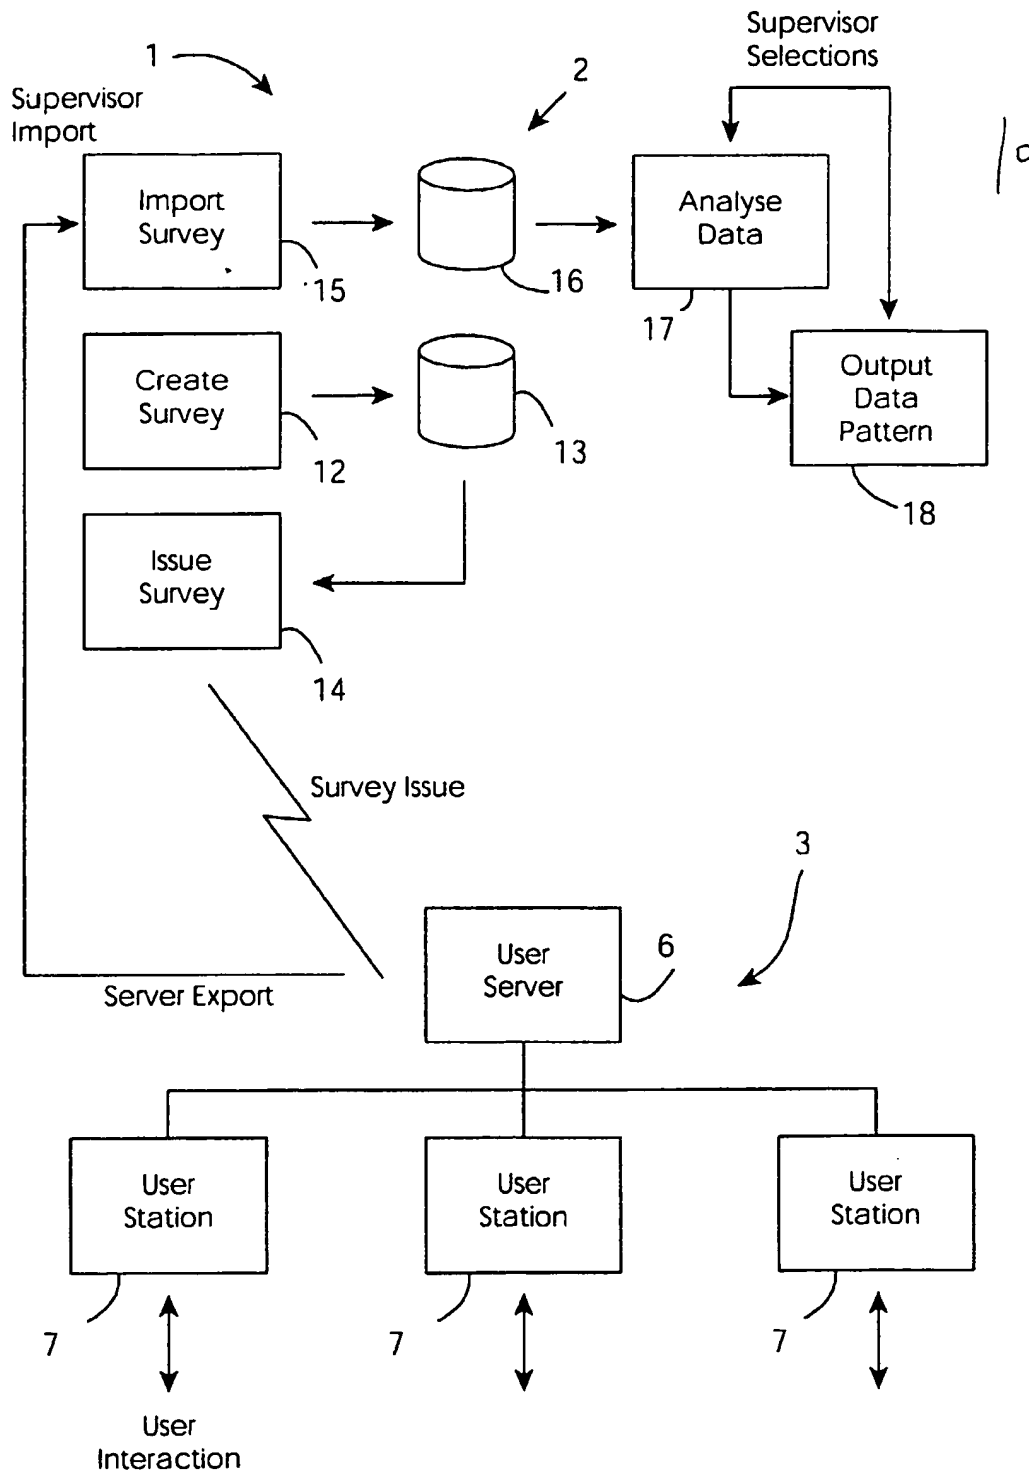 Supervisor
Selections
1
2
Supervisor
Import
Import
Survey
Analyse
Data
15
16
17
Create
Survey
Output
Data
Pattern
12
13
18
Issue
Survey
14
Survey Issue
3
User
Server
6
Server Export
User
Station
User
Station
User
Station
7
7
7
User
Interaction